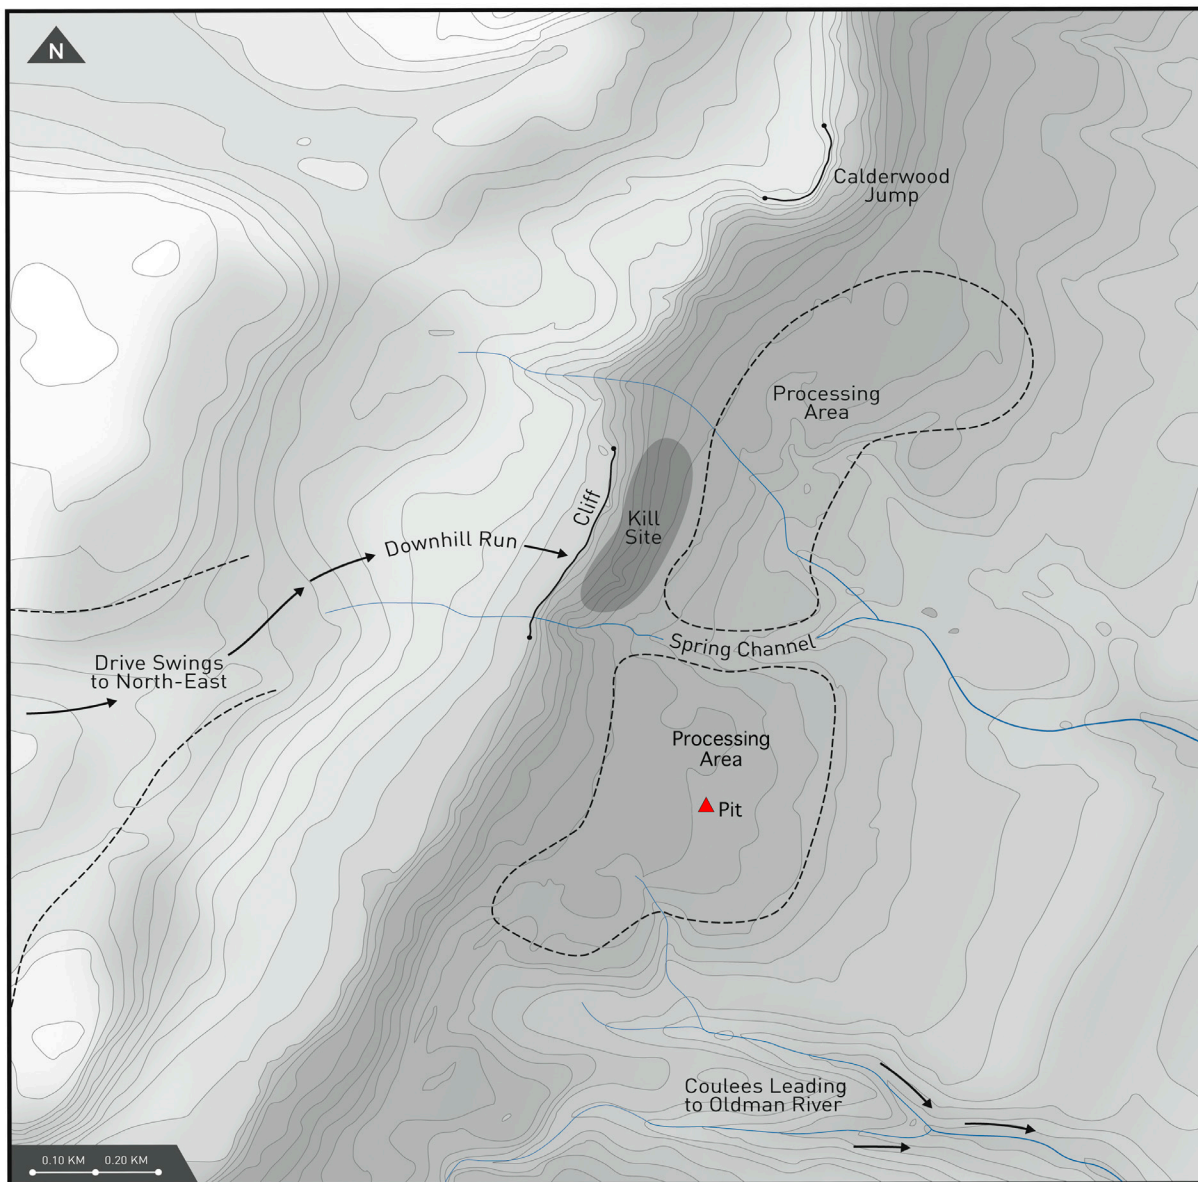 N
Calderwood
Jump
Processing
Area
Cliff
Kill
Site
Downhill Run
Drive Swings
to North-East
Spring Channel
Processing
Area
Pit
Coulees Leading
to Oldman River
0.10 KM 0.20 KM